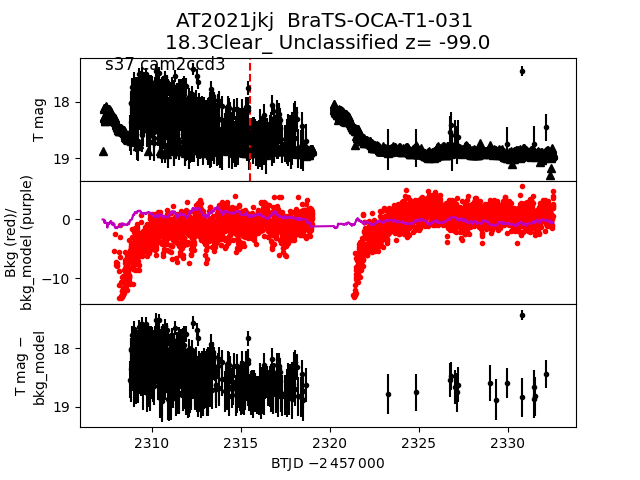 AT2021jkj  BraTS-OCA-T1-031
18.3Clear_ Unclassified z= -99.0
s37 cam2ccd3
T mag
18
19
Bkg (red)/
bkg_model (purple)
0
−10
T mag −
bkg_model
18
19
2310
2315
2320
2325
2330
BTJD −2 457 000